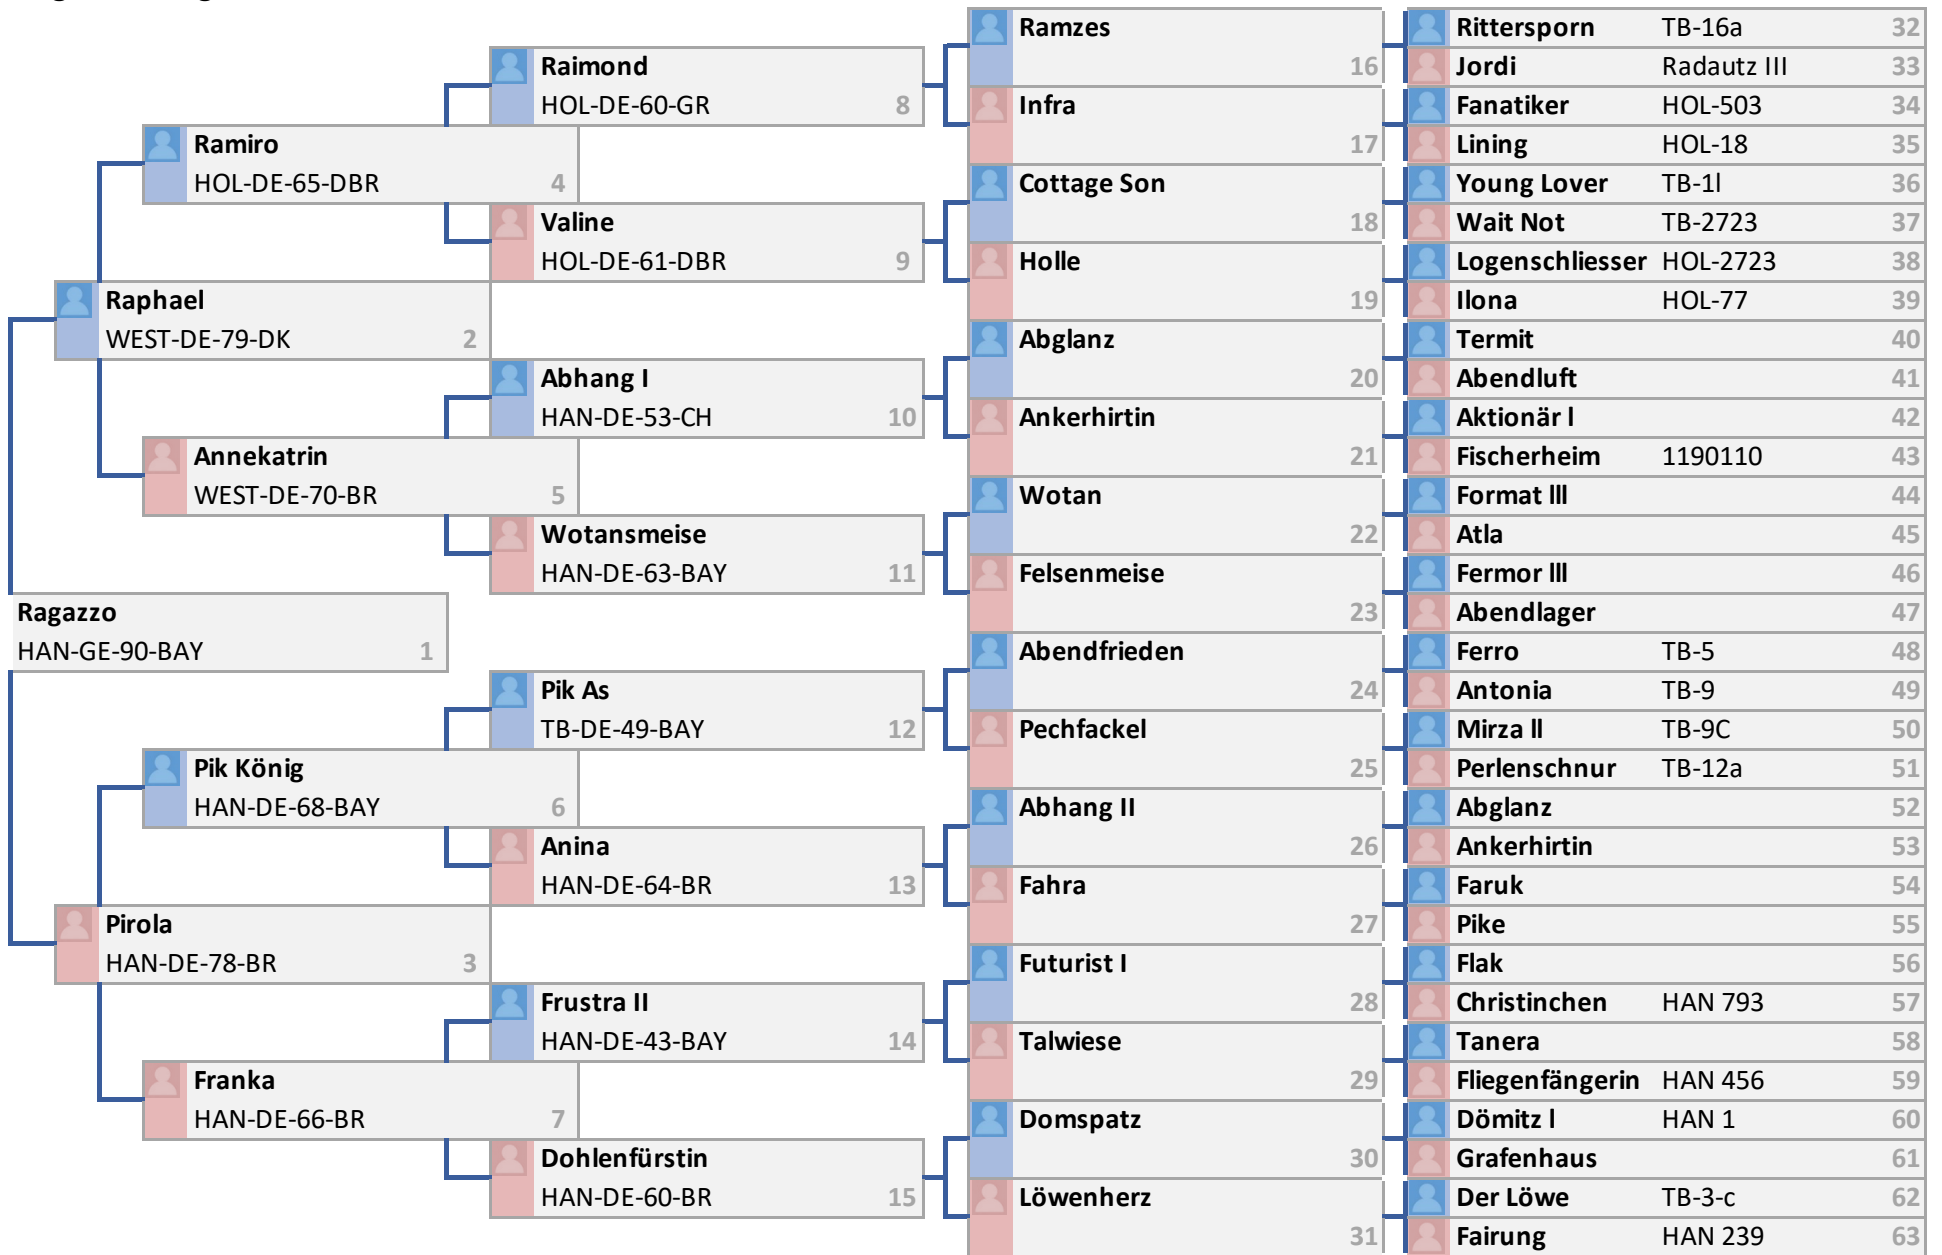 Ramzes
16
Infra
17
Cottage Son
18
Holle
19
Abglanz
20
Ankerhirtin
21
Wotan
22
Felsenmeise
23
Abendfrieden
24
Pechfackel
25
Abhang II
26
Fahra
27
Futurist I
28
Talwiese
29
Domspatz
30
Löwenherz
31
Raimond
HOL-DE-60-GR 8
Ramiro
HOL-DE-65-DBR 4
Valine
HOL-DE-61-DBR 9
Raphael
WEST-DE-79-DK 2
Abhang I
HAN-DE-53-CH 10
Annekatrin
WEST-DE-70-BR 5
Wotansmeise
HAN-DE-63-BAY 11
Ragazzo
HAN-GE-90-BAY 1
Pik As
TB-DE-49-BAY 12
Pik König
HAN-DE-68-BAY 6
Anina
HAN-DE-64-BR 13
Pirola
HAN-DE-78-BR 3
Frustra II
HAN-DE-43-BAY 14
Franka
HAN-DE-66-BR 7
Dohlenfürstin
HAN-DE-60-BR 15
Rittersporn TB-16a 32
Jordi Radautz III 33
Fanatiker HOL-503 34
Lining HOL-18 35
Young Lover TB-1l 36
Wait Not TB-2723 37
Logenschliesser HOL-2723 38
Ilona HOL-77 39
Termit 40
Abendluft 41
Aktionär l 42
Fischerheim 1190110 43
Format lll 44
Atla 45
Fermor lll 46
Abendlager 47
Ferro TB-5 48
Antonia TB-9 49
Mirza ll TB-9C 50
Perlenschnur TB-12a 51
Abglanz 52
Ankerhirtin 53
Faruk 54
Pike 55
Flak 56
Christinchen HAN 793 57
Tanera 58
Fliegenfängerin HAN 456 59
Dömitz l HAN 1 60
Grafenhaus 61
Der Löwe TB-3-c 62
Fairung HAN 239 63